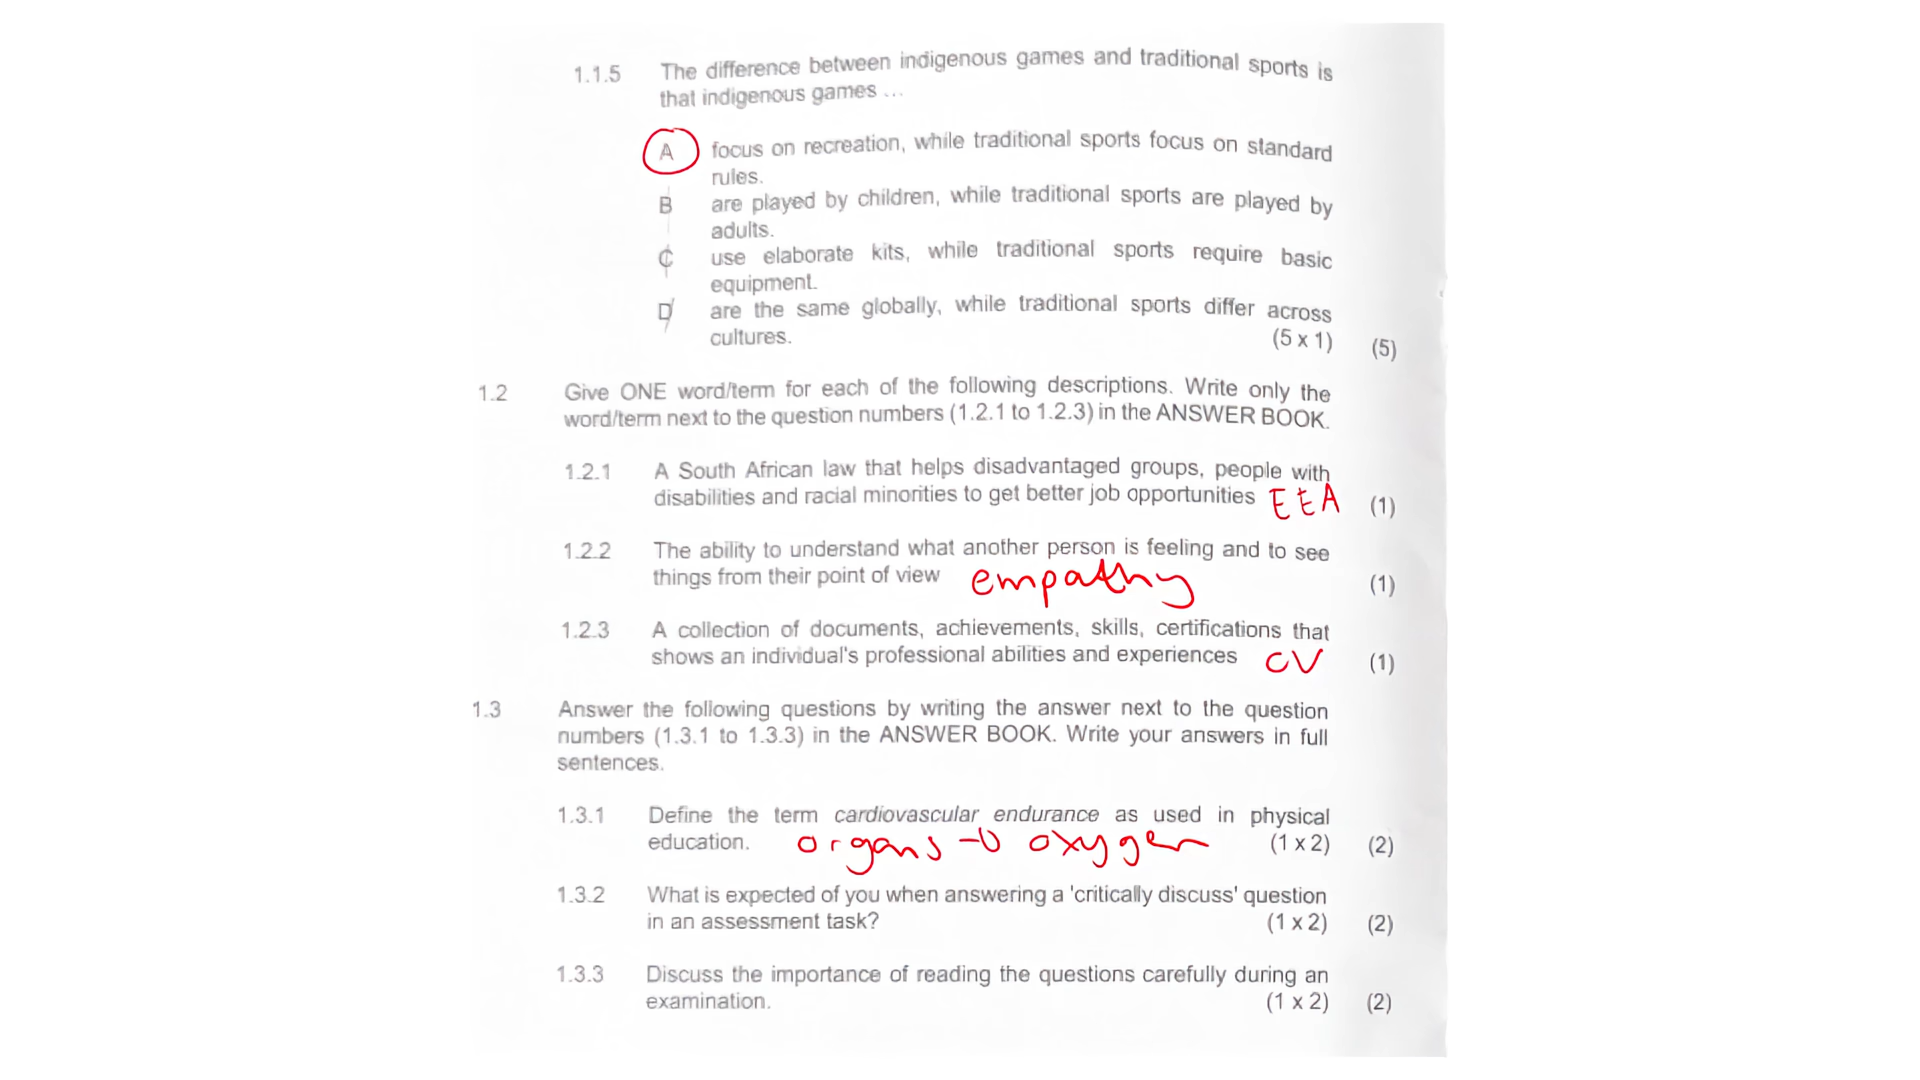 1.1.5 The difference between indigenous games and traditional sports is
that indigenous games ...
A focus on recreation, while traditional sports focus on standard
rules.
B are played by children, while traditional sports are played by
adults.
C use elaborate kits, while traditional sports require basic
equipment.
D are the same globally, while traditional sports differ across
cultures. (5 x 1) (5)
1.2 Give ONE word/term for each of the following descriptions. Write only the
word/term next to the question numbers (1.2.1 to 1.2.3) in the ANSWER BOOK.
1.2.1 A South African law that helps disadvantaged groups, people with
disabilities and racial minorities to get better job opportunities EEA (1)
1.2.2 The ability to understand what another person is feeling and to see
things from their point of view empathy (1)
1.2.3 A collection of documents, achievements, skills, certifications that
shows an individual's professional abilities and experiences CV (1)
1.3 Answer the following questions by writing the answer next to the question
numbers (1.3.1 to 1.3.3) in the ANSWER BOOK. Write your answers in full
sentences.
1.3.1 Define the term cardiovascular endurance as used in physical
education. organs → oxygen (1 x 2) (2)
1.3.2 What is expected of you when answering a 'critically discuss' question
in an assessment task? (1 x 2) (2)
1.3.3 Discuss the importance of reading the questions carefully during an
examination. (1 x 2) (2)